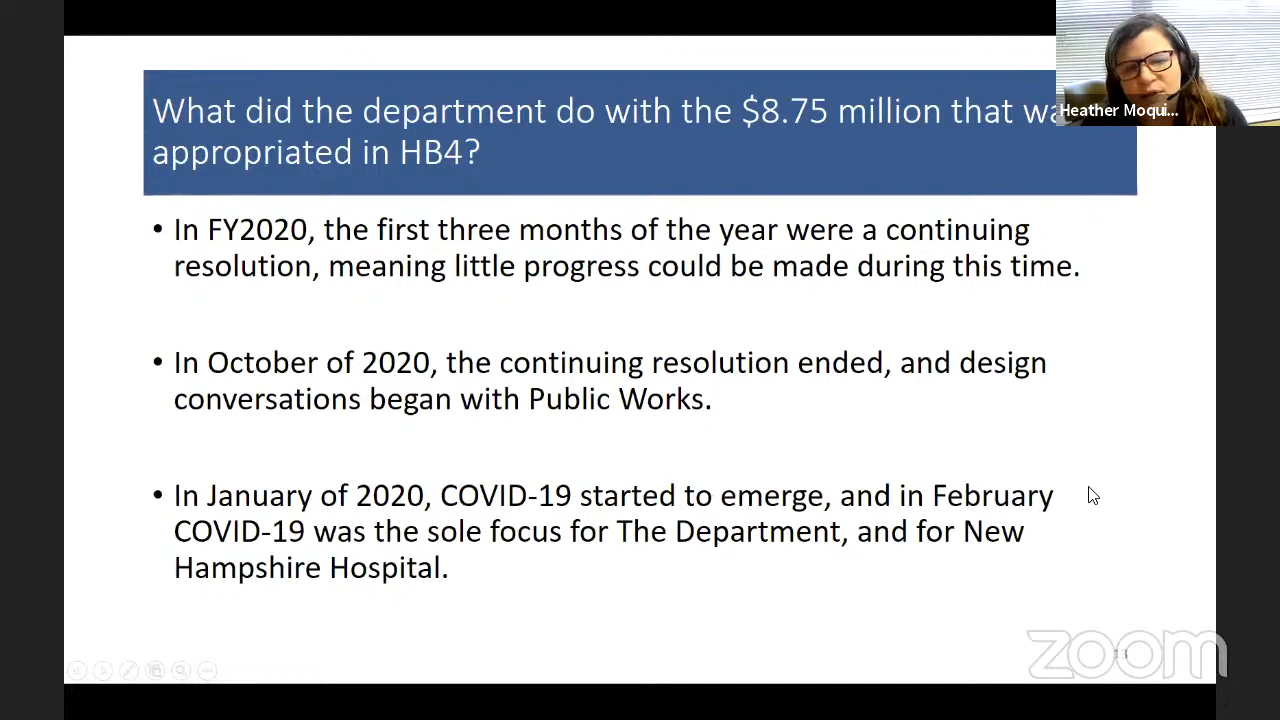 What did the department do with the $8.75 million that wa
appropriated in HB4?
Heather Moqui...
• In FY2020, the first three months of the year were a continuing
resolution, meaning little progress could be made during this time.
• In October of 2020, the continuing resolution ended, and design
conversations began with Public Works.
• In January of 2020, COVID-19 started to emerge, and in February
COVID-19 was the sole focus for The Department, and for New
Hampshire Hospital.
zoom
13